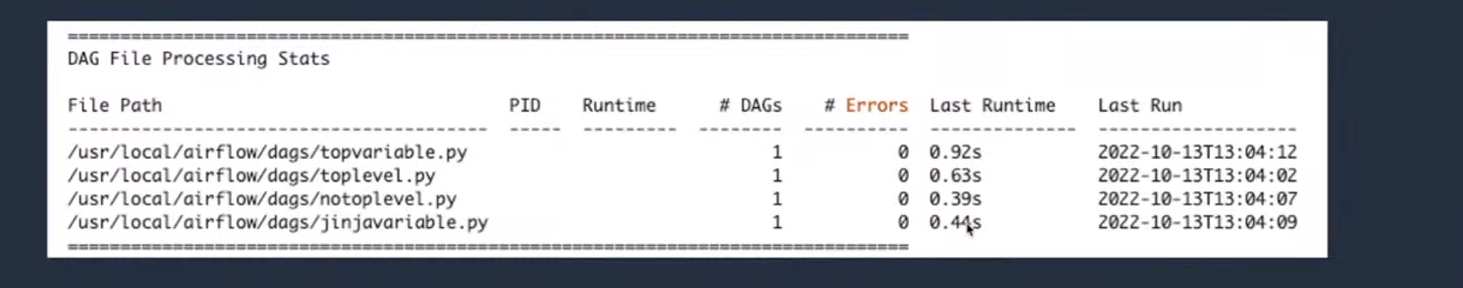 ================================================================================
DAG File Processing Stats
File Path PID Runtime # DAGs # Errors Last Runtime Last Run
---------------------------------------- ----- --------- -------- ---------- -------------- -------------------
/usr/local/airflow/dags/topvariable.py 1 0 0.92s 2022-10-13T13:04:12
/usr/local/airflow/dags/toplevel.py 1 0 0.63s 2022-10-13T13:04:02
/usr/local/airflow/dags/notoplevel.py 1 0 0.39s 2022-10-13T13:04:07
/usr/local/airflow/dags/jinjavariable.py 1 0 0.44s 2022-10-13T13:04:09
================================================================================